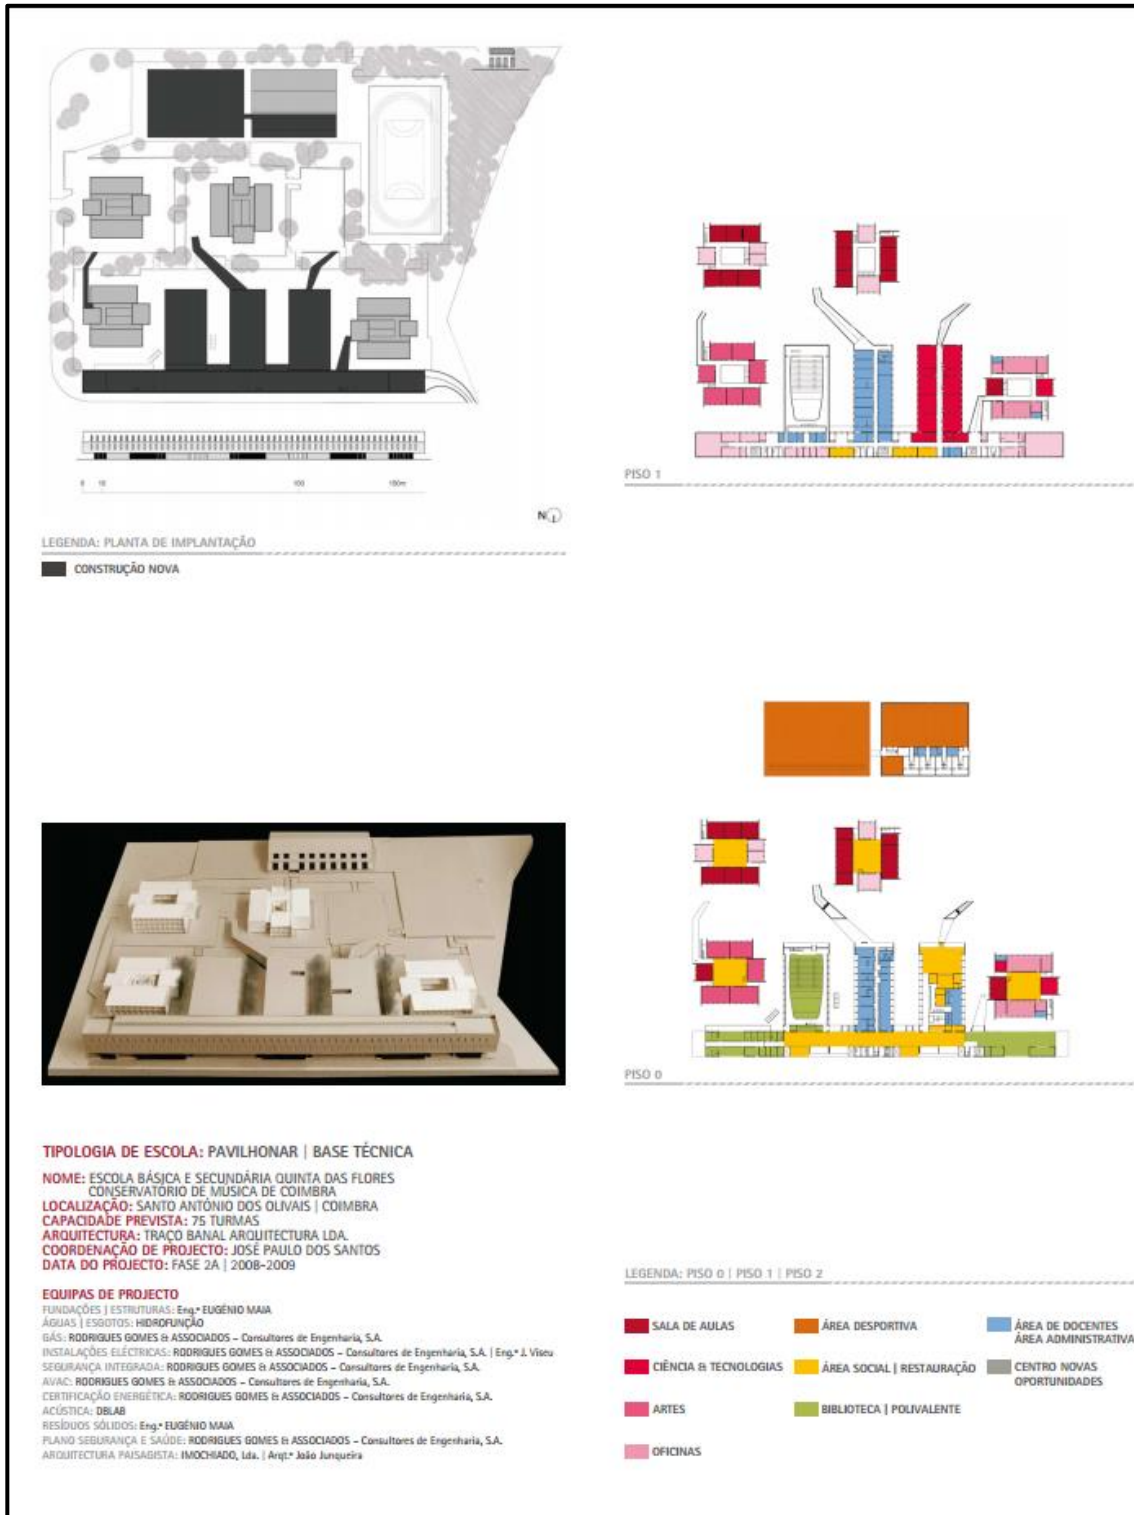 0 10 100 150m
N
LEGENDA: PLANTA DE IMPLANTAÇÃO
CONSTRUÇÃO NOVA
PISO 1
PISO 0
TIPOLOGIA DE ESCOLA: PAVILHONAR | BASE TÉCNICA
NOME: ESCOLA BÁSICA E SECUNDÁRIA QUINTA DAS FLORES
CONSERVATÓRIO DE MUSICA DE COIMBRA
LOCALIZAÇÃO: SANTO ANTÓNIO DOS OLIVAIS | COIMBRA
CAPACIDADE PREVISTA: 75 TURMAS
ARQUITECTURA: TRAÇO BANAL ARQUITECTURA LDA.
COORDENAÇÃO DE PROJECTO: JOSÉ PAULO DOS SANTOS
DATA DO PROJECTO: FASE 2A | 2008-2009
EQUIPAS DE PROJECTO
FUNDAÇÕES | ESTRUTURAS: Eng.º EUGÉNIO MAIA
ÁGUAS | ESGOTOS: HIDROFUNÇÃO
GÁS: RODRIGUES GOMES & ASSOCIADOS – Consultores de Engenharia, S.A.
INSTALAÇÕES ELÉCTRICAS: RODRIGUES GOMES & ASSOCIADOS – Consultores de Engenharia, S.A. | Eng.º J. Viseu
SEGURANÇA INTEGRADA: RODRIGUES GOMES & ASSOCIADOS – Consultores de Engenharia, S.A.
AVAC: RODRIGUES GOMES & ASSOCIADOS – Consultores de Engenharia, S.A.
CERTIFICAÇÃO ENERGÉTICA: RODRIGUES GOMES & ASSOCIADOS – Consultores de Engenharia, S.A.
ACÚSTICA: DBLAB
RESÍDUOS SÓLIDOS: Eng.º EUGÉNIO MAIA
PLANO SEGURANÇA E SAÚDE: RODRIGUES GOMES & ASSOCIADOS – Consultores de Engenharia, S.A.
ARQUITECTURA PAISAGISTA: IMOCHIADO, Lda. | Arqt.º João Junqueira
LEGENDA: PISO 0 | PISO 1 | PISO 2
SALA DE AULAS
CIÊNCIA & TECNOLOGIAS
ARTES
OFICINAS
ÁREA DESPORTIVA
ÁREA SOCIAL | RESTAURAÇÃO
BIBLIOTECA | POLIVALENTE
ÁREA DE DOCENTES
ÁREA ADMINISTRATIVA
CENTRO NOVAS
OPORTUNIDADES